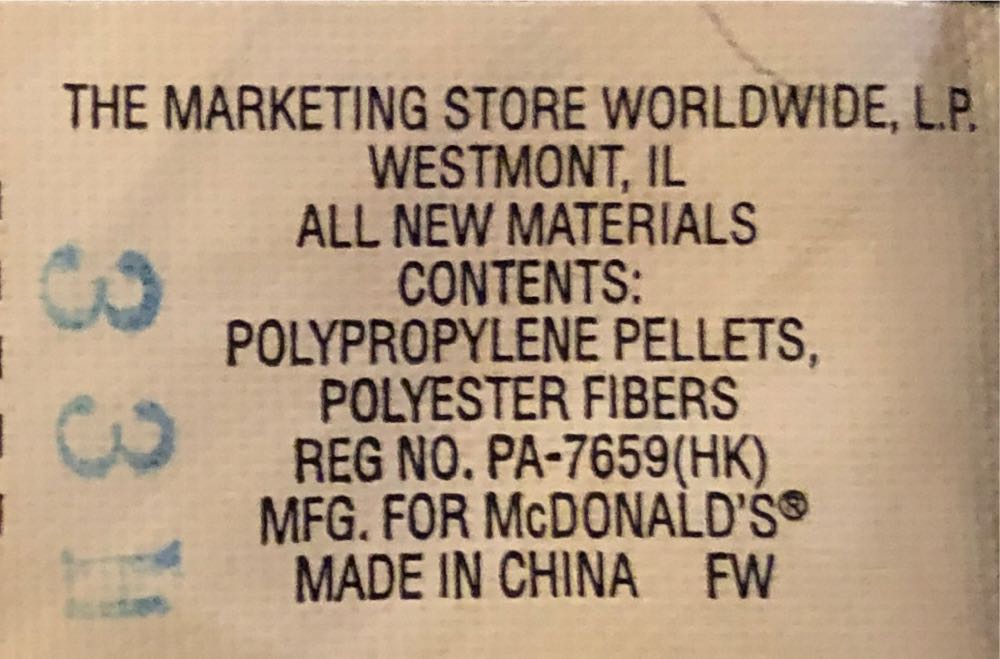 THE MARKETING STORE WORLDWIDE, L.P.
WESTMONT, IL
ALL NEW MATERIALS
CONTENTS:
POLYPROPYLENE PELLETS,
POLYESTER FIBERS
REG NO. PA-7659(HK)
MFG. FOR McDONALD'S®
MADE IN CHINA FW
33H